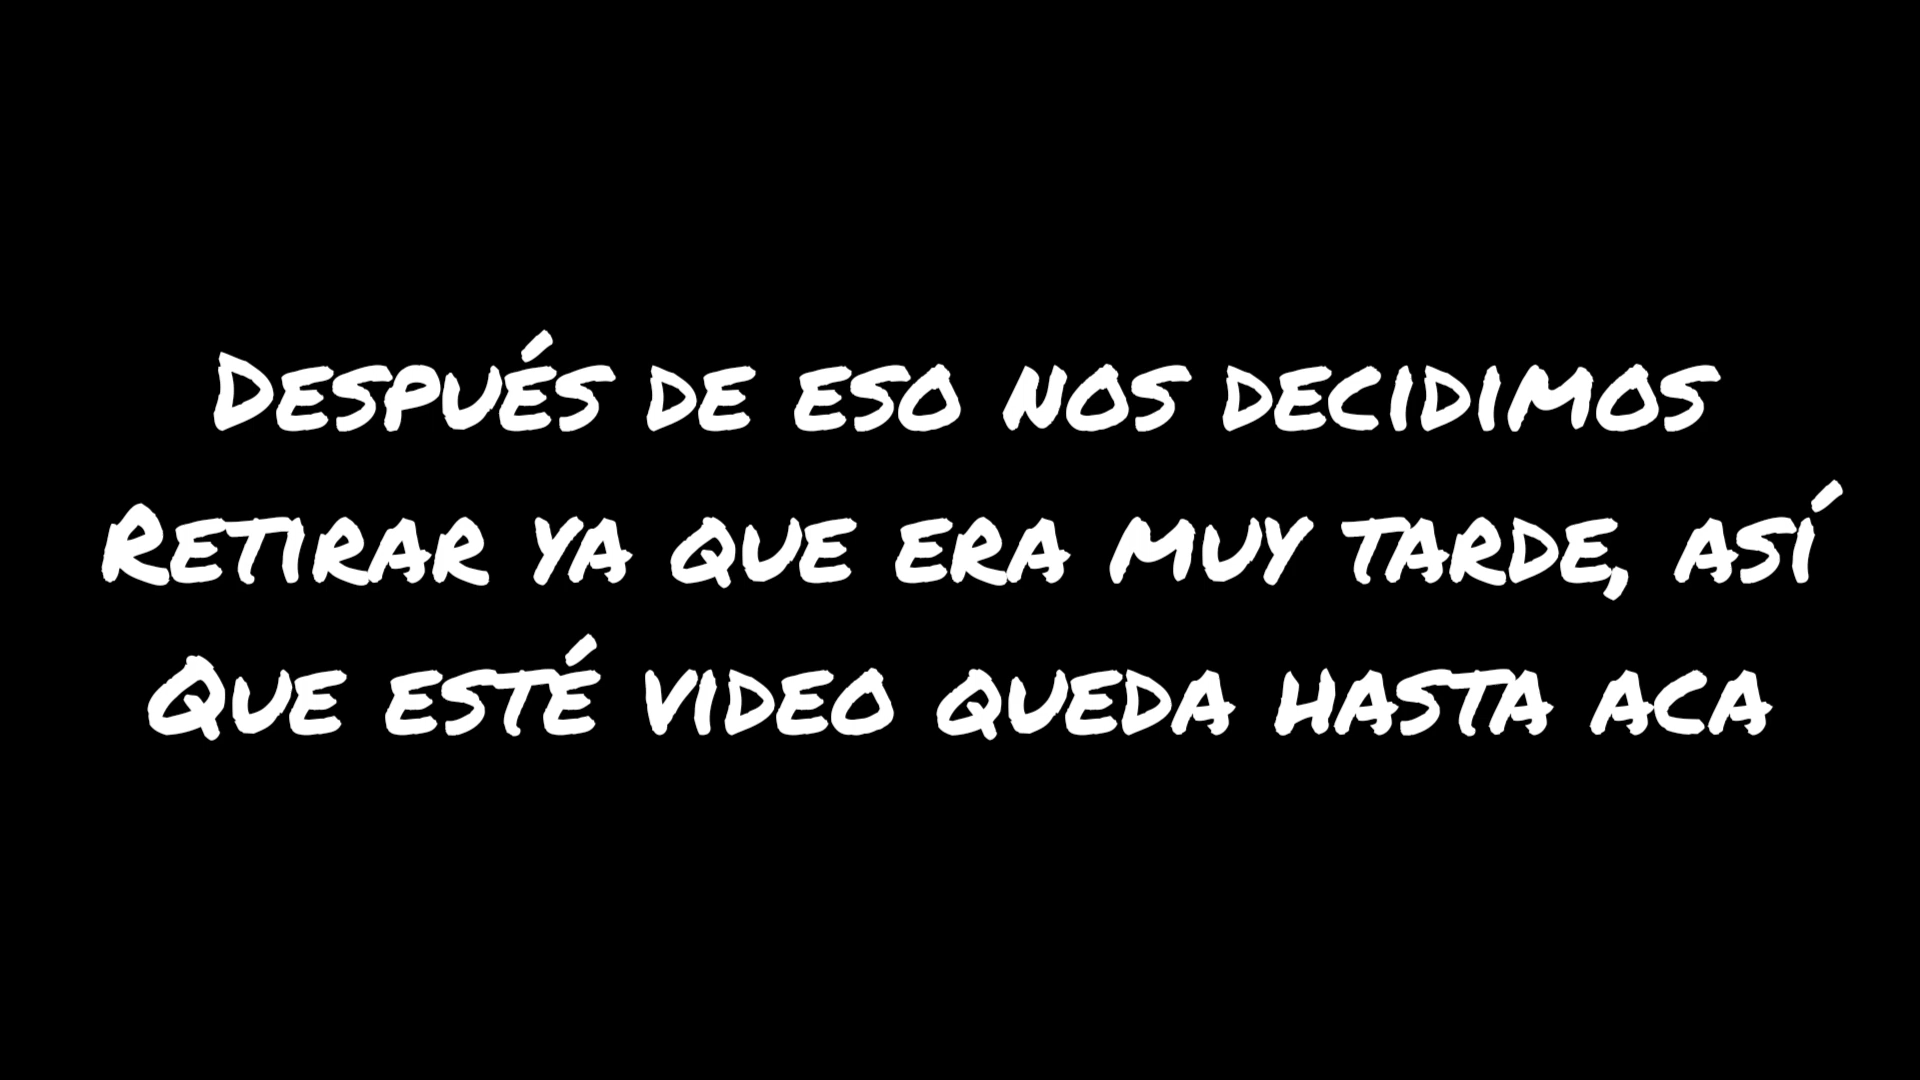 Después de eso nos decidimos
Retirar ya que era muy tarde, así
Que esté video queda hasta aca